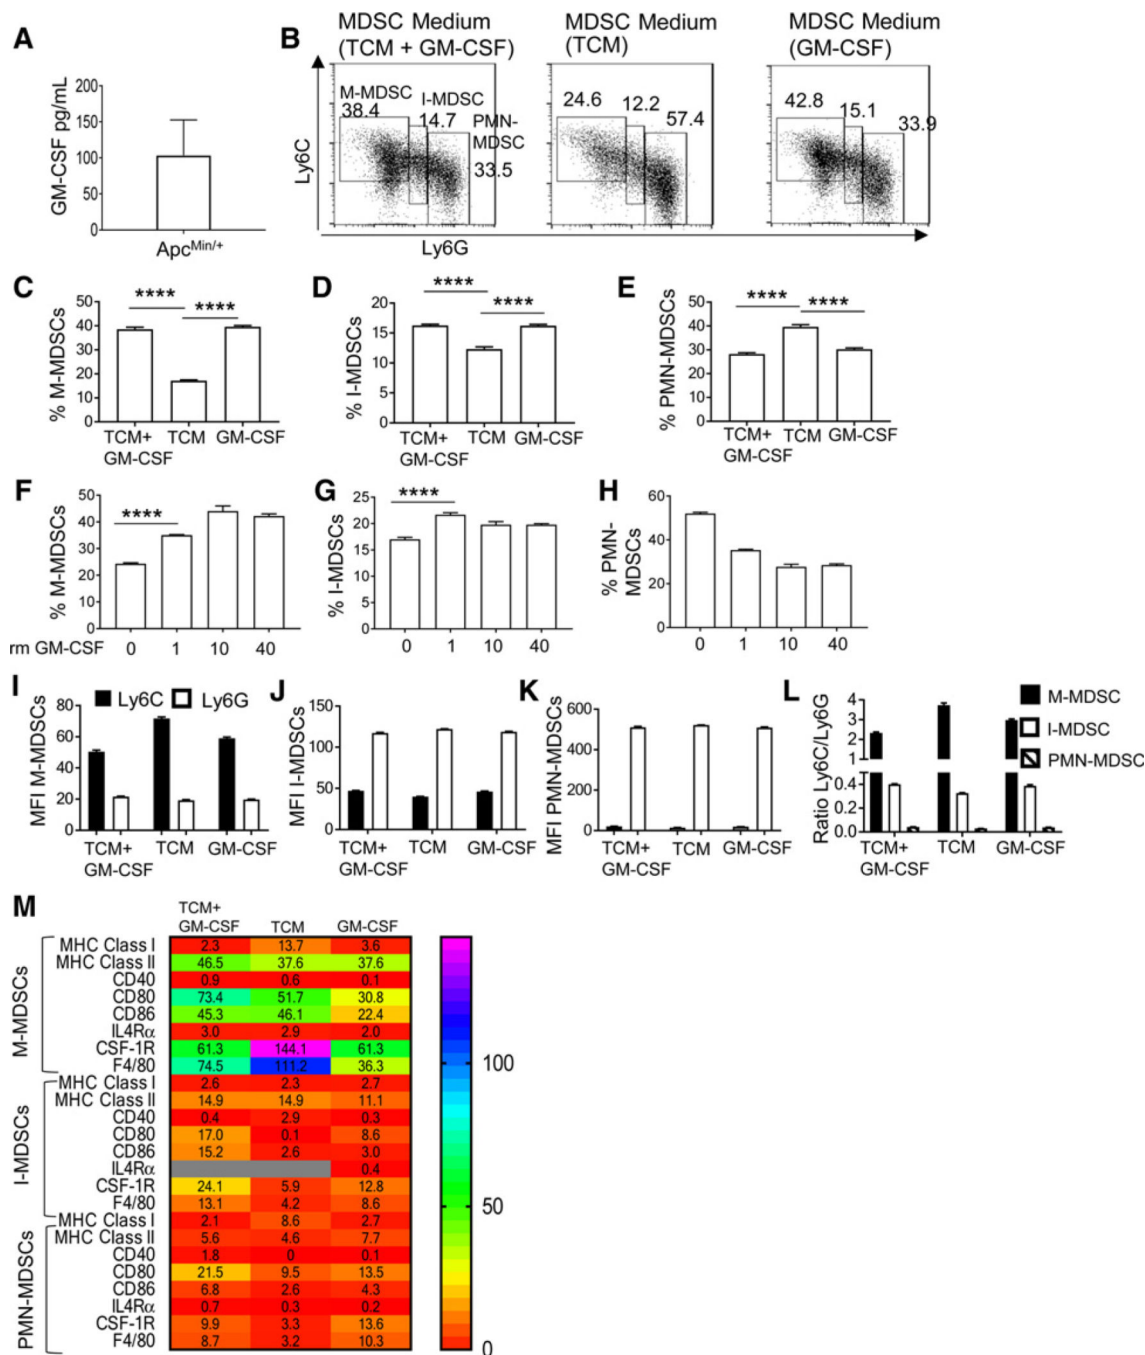 A
GM-CSF pg/mL
200
150
100
50
0
Apc^Min/+
B
MDSC Medium
(TCM + GM-CSF)
MDSC Medium
(TCM)
MDSC Medium
(GM-CSF)
M-MDSC
38.4
I-MDSC
14.7
PMN-
MDSC
33.5
24.6
12.2
57.4
42.8
15.1
33.9
Ly6C
Ly6G
C
****
****
% M-MDSCs
50
40
30
20
10
0
TCM+
GM-CSF
TCM
GM-CSF
D
****
****
% I-MDSCs
20
15
10
5
0
TCM+
GM-CSF
TCM
GM-CSF
E
****
****
% PMN-MDSCs
50
40
30
20
10
0
TCM+
GM-CSF
TCM
GM-CSF
F
****
% M-MDSCs
50
40
30
20
10
0
rm GM-CSF 0 1 10 40
G
****
% I-MDSCs
25
20
15
10
5
0
0 1 10 40
H
% PMN-
MDSCs
60
40
20
0
0 1 10 40
I
Ly6C
Ly6G
MFI M-MDSCs
80
60
40
20
0
TCM+
GM-CSF
TCM
GM-CSF
J
MFI I-MDSCs
150
100
50
0
TCM+
GM-CSF
TCM
GM-CSF
K
MFI PMN-MDSCs
600
400
200
0
TCM+
GM-CSF
TCM
GM-CSF
L
Ratio Ly6C/Ly6G
4
3
2
1
0.4
0.2
0.0
TCM+
GM-CSF
TCM
GM-CSF
M-MDSC
I-MDSC
PMN-MDSC
M
TCM+
GM-CSF
TCM
GM-CSF
M-MDSCs
MHC Class I 2.3 13.7 3.6
MHC Class II 46.5 37.6 37.6
CD40 0.9 0.6 0.1
CD80 73.4 51.7 30.8
CD86 45.3 46.1 22.4
IL4Rα 3.0 2.9 2.0
CSF-1R 61.3 144.1 61.3
F4/80 74.5 111.2 36.3
I-MDSCs
MHC Class I 2.6 2.3 2.7
MHC Class II 14.9 14.9 11.1
CD40 0.4 2.9 0.3
CD80 17.0 0.1 8.6
CD86 15.2 2.6 3.0
IL4Rα 0.4
CSF-1R 24.1 5.9 12.8
F4/80 13.1 4.2 8.6
PMN-MDSCs
MHC Class I 2.1 8.6 2.7
MHC Class II 5.6 4.6 7.7
CD40 1.8 0 0.1
CD80 21.5 9.5 13.5
CD86 6.8 2.6 4.3
IL4Rα 0.7 0.3 0.2
CSF-1R 9.9 3.3 13.6
F4/80 8.7 3.2 10.3
100
50
0